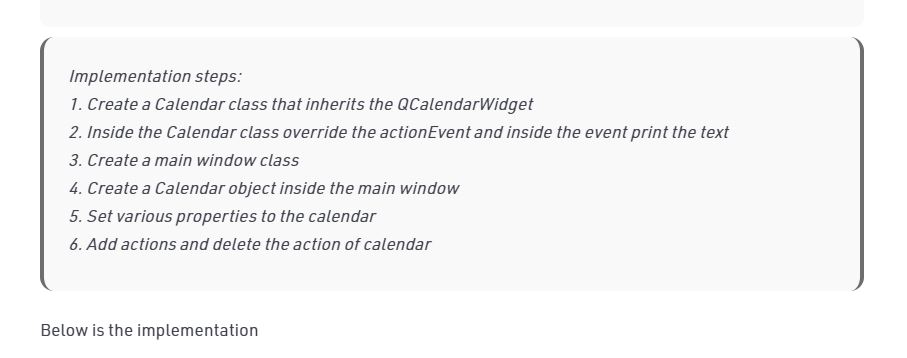 Implementation steps:
1. Create a Calendar class that inherits the QCalendarWidget
2. Inside the Calendar class override the actionEvent and inside the event print the text
3. Create a main window class
4. Create a Calendar object inside the main window
5. Set various properties to the calendar
6. Add actions and delete the action of calendar
Below is the implementation